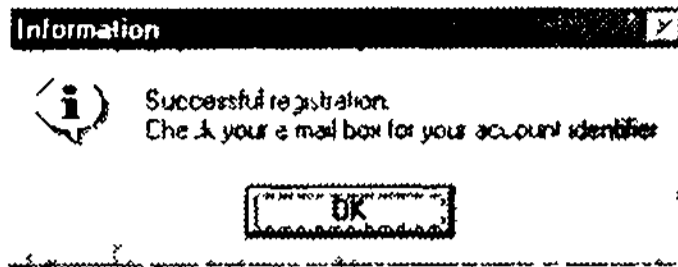 Information
Successful registration.
Check your e mail box for your account identifier
OK